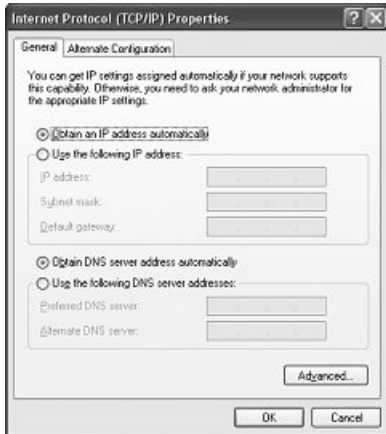 Internet Protocol (TCP/IP) Properties
General
Alternate Configuration
You can get IP settings assigned automatically if your network supports
this capability. Otherwise, you need to ask your network administrator for
the appropriate IP settings.
Obtain an IP address automatically
Use the following IP address:
IP address:
Subnet mask:
Default gateway:
Obtain DNS server address automatically
Use the following DNS server addresses:
Preferred DNS server:
Alternate DNS server:
Advanced...
OK
Cancel